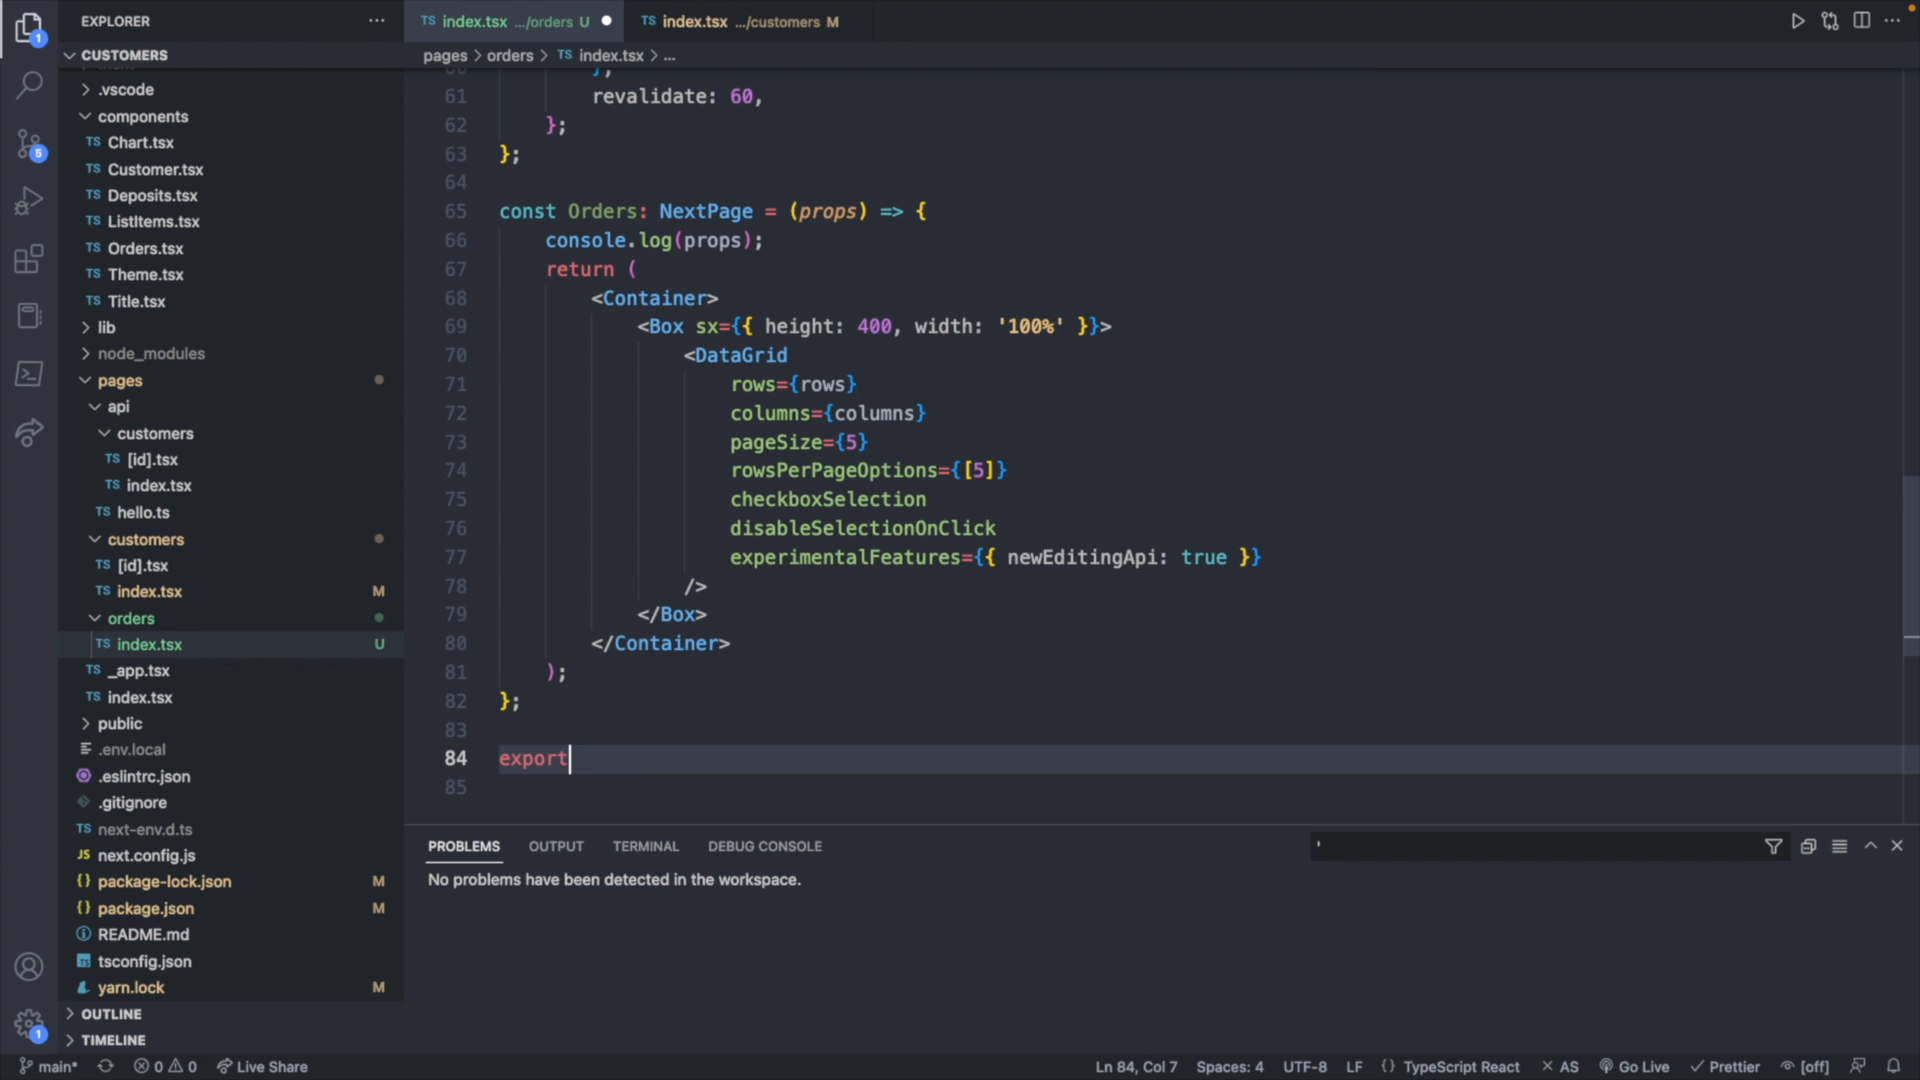 EXPLORER ...
index.tsx .../orders U
index.tsx .../customers M
CUSTOMERS
pages > orders > TS index.tsx > ...
.vscode
components
TS Chart.tsx
TS Customer.tsx
TS Deposits.tsx
TS ListItems.tsx
TS Orders.tsx
TS Theme.tsx
TS Title.tsx
lib
node_modules
pages
api
customers
TS [id].tsx
TS index.tsx
TS hello.ts
customers
TS [id].tsx
TS index.tsx M
orders
TS index.tsx U
TS _app.tsx
TS index.tsx
public
.env.local
.eslintrc.json
.gitignore
TS next-env.d.ts
JS next.config.js
{} package-lock.json M
{} package.json M
README.md
tsconfig.json
yarn.lock M
OUTLINE
TIMELINE
61 revalidate: 60,
62 };
63 };
64
65 const Orders: NextPage = (props) => {
66 console.log(props);
67 return (
68 <Container>
69 <Box sx={{ height: 400, width: '100%' }}>
70 <DataGrid
71 rows={rows}
72 columns={columns}
73 pageSize={5}
74 rowsPerPageOptions={[5]}
75 checkboxSelection
76 disableSelectionOnClick
77 experimentalFeatures={{ newEditingApi: true }}
78 />
79 </Box>
80 </Container>
81 );
82 };
83
84 export
85
PROBLEMS OUTPUT TERMINAL DEBUG CONSOLE
'
No problems have been detected in the workspace.
1
5
1
main* 0 0 Live Share
Ln 84, Col 7 Spaces: 4 UTF-8 LF {} TypeScript React × AS Go Live ✓ Prettier [off]